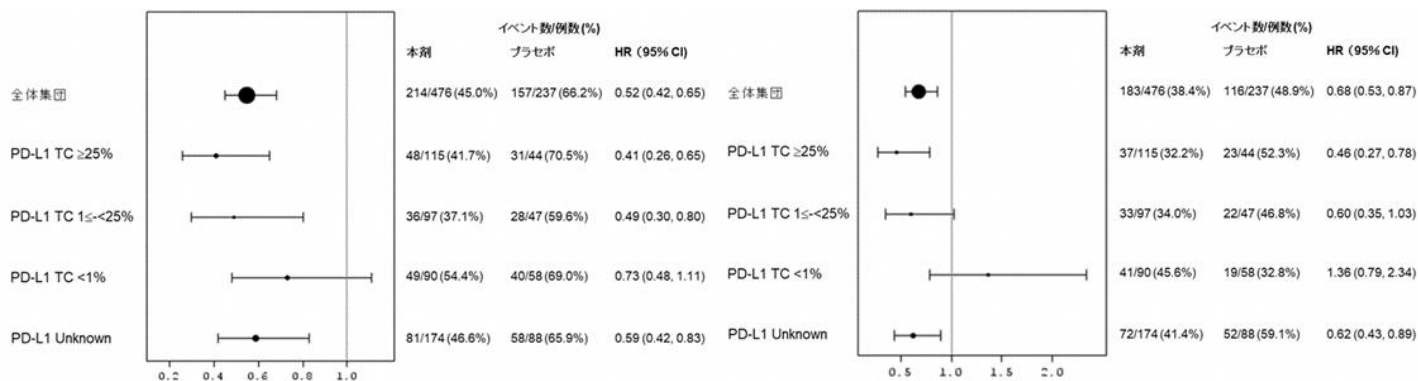 イベント数/例数(%)
本剤 プラセボ HR (95% CI)
全体集団 214/476 (45.0%) 157/237 (66.2%) 0.52 (0.42, 0.65)
PD-L1 TC ≥25% 48/115 (41.7%) 31/44 (70.5%) 0.41 (0.26, 0.65)
PD-L1 TC 1≤-<25% 36/97 (37.1%) 28/47 (59.6%) 0.49 (0.30, 0.80)
PD-L1 TC <1% 49/90 (54.4%) 40/58 (69.0%) 0.73 (0.48, 1.11)
PD-L1 Unknown 81/174 (46.6%) 58/88 (65.9%) 0.59 (0.42, 0.83)
0.2 0.4 0.6 0.8 1.0
イベント数/例数(%)
本剤 プラセボ HR (95% CI)
全体集団 183/476 (38.4%) 116/237 (48.9%) 0.68 (0.53, 0.87)
PD-L1 TC ≥25% 37/115 (32.2%) 23/44 (52.3%) 0.46 (0.27, 0.78)
PD-L1 TC 1≤-<25% 33/97 (34.0%) 22/47 (46.8%) 0.60 (0.35, 1.03)
PD-L1 TC <1% 41/90 (45.6%) 19/58 (32.8%) 1.36 (0.79, 2.34)
PD-L1 Unknown 72/174 (41.4%) 52/88 (59.1%) 0.62 (0.43, 0.89)
0.5 1.0 1.5 2.0